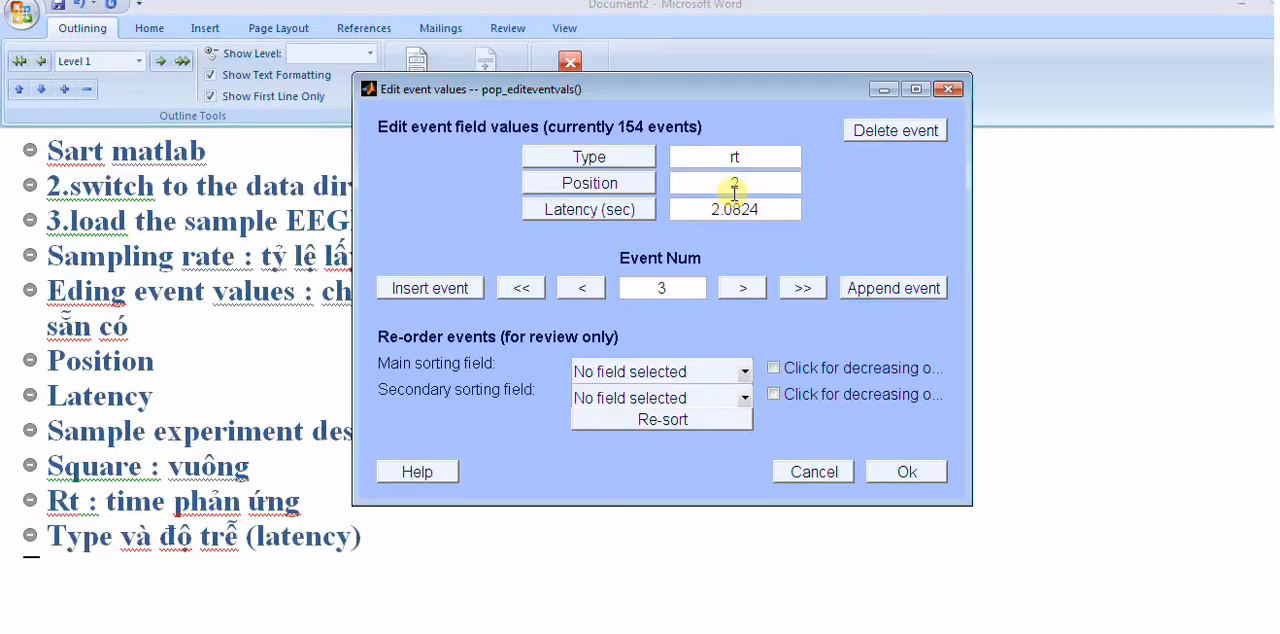 Document2 - Microsoft Word
Outlining Home Insert Page Layout References Mailings Review View
Level 1
Show Level:
Show Text Formatting
Show First Line Only
Outline Tools
Edit event values -- pop_editeventvals()
Edit event field values (currently 154 events)
Delete event
Type rt
Position 2
Latency (sec) 2.0824
Event Num
Insert event << < 3 > >> Append event
Re-order events (for review only)
Main sorting field: No field selected Click for decreasing o...
Secondary sorting field: No field selected Click for decreasing o...
Re-sort
Help Cancel Ok
Sart matlab
2.switch to the data dir
3.load the sample EEG
Sampling rate : tỷ lệ lấ
Eding event values : ch
sẵn có
Position
Latency
Sample experiment des
Square : vuông
Rt : time phản ứng
Type và độ trễ (latency)